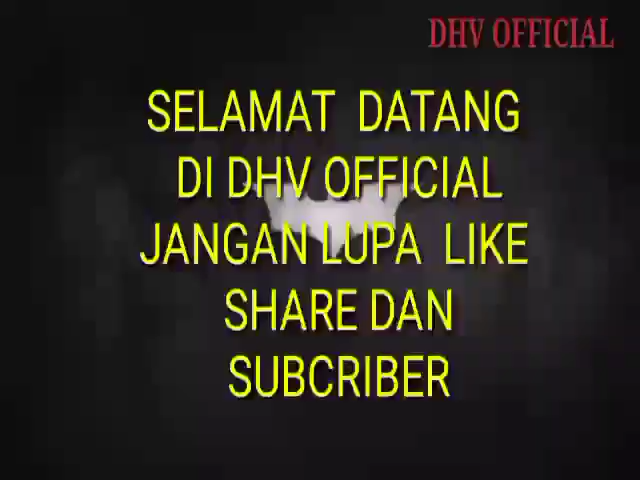 DHV OFFICIAL
SELAMAT DATANG
DI DHV OFFICIAL
JANGAN LUPA LIKE
SHARE DAN
SUBCRIBER